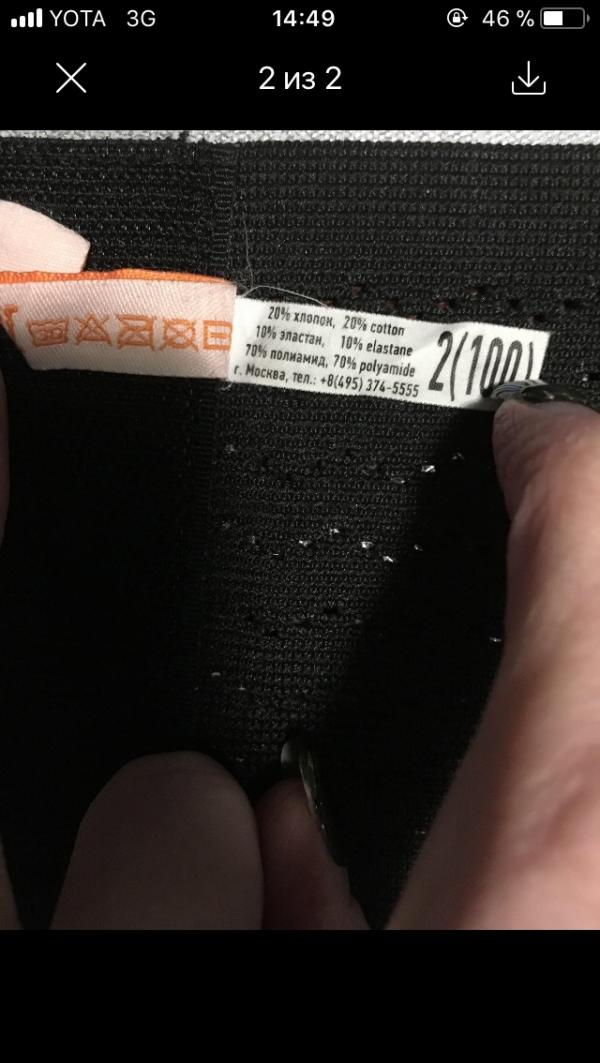 YOTA 3G 14:49 46 %
2 из 2
20% хлопок, 20% cotton
10% эластан, 10% elastane
70% полиамид, 70% polyamide
г. Москва, тел.: +8(495) 374-5555
2(100)